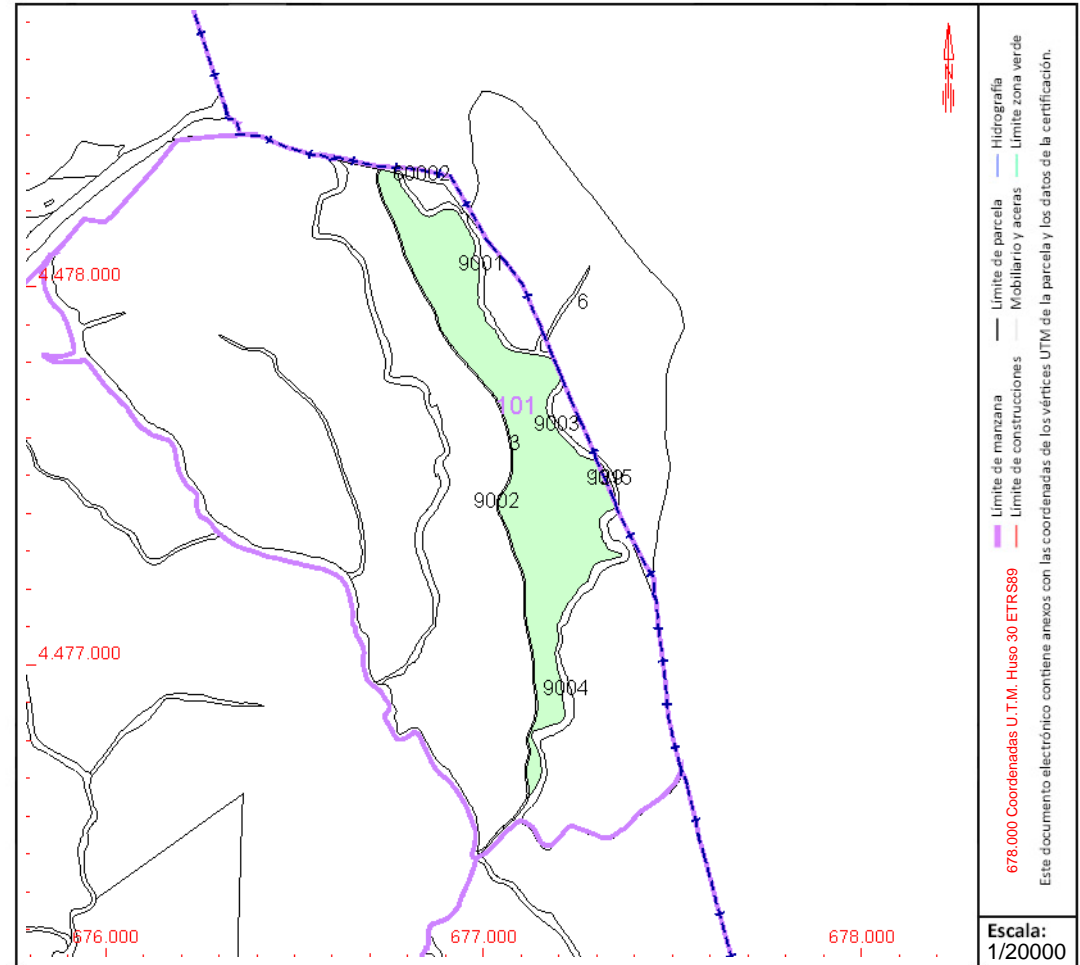 N
60002
9001
4.478.000
6
101
9003
3
9002
4.477.000
9004
676.000
677.000
678.000
Límite de manzana
Límite de parcela
Hidrografía
Límite de construcciones
Mobiliario y aceras
Límite zona verde
678.000 Coordenadas U.T.M. Huso 30 ETRS89
Este documento electrónico contiene anexos con las coordenadas de los vértices UTM de la parcela y los datos de la certificación.
Escala:
1/20000